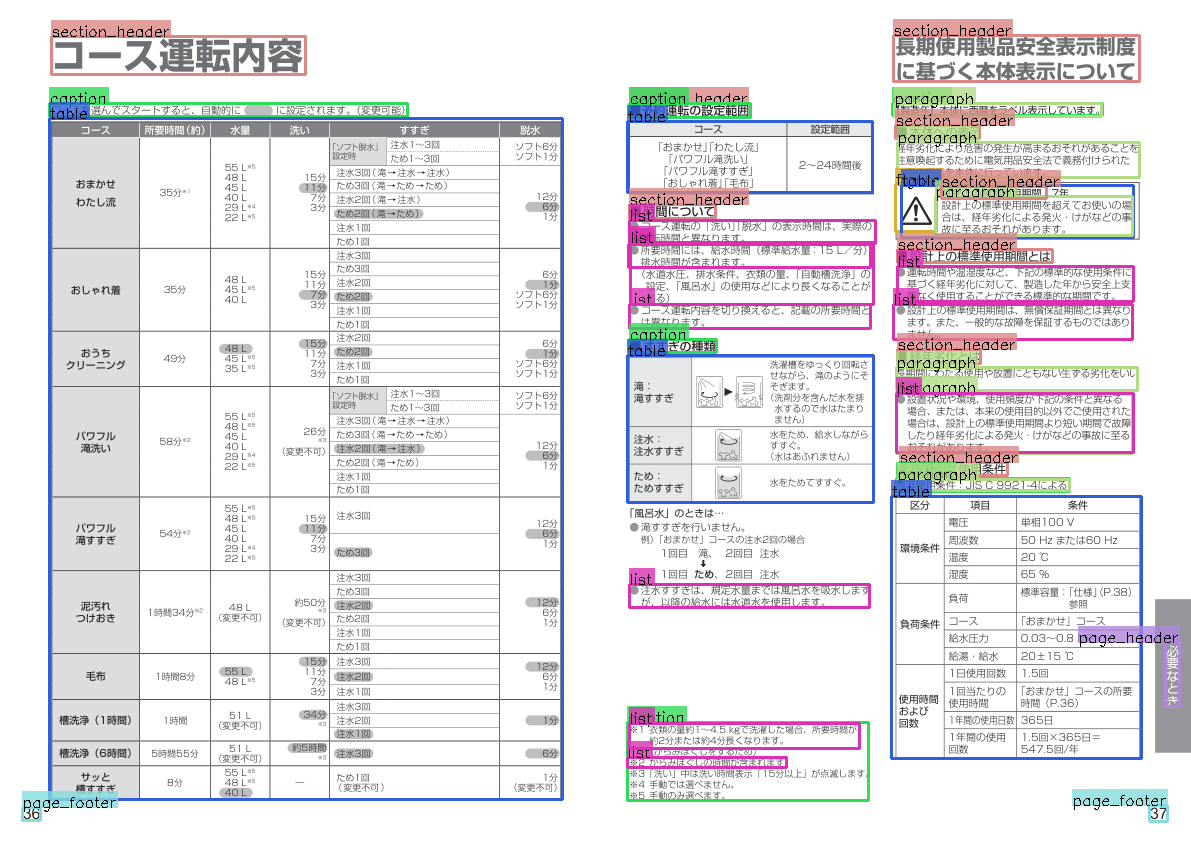 section_header
コース運転内容
caption
table
選んでスタートすると、自動的に に設定されます。（変更可能）
コース 所要時間（約） 水量 洗い すすぎ 脱水
おまかせ
わたし流
35分※1
55 L※5
48 L
45 L
40 L
29 L※4
22 L※5
15分
11分
7分
3分
「ソフト脱水」
設定時
注水1～3回 ソフト6分
ため1～3回 ソフト1分
注水3回（滝→注水→注水）
ため3回（滝→ため→ため）
注水2回（滝→注水）
ため2回（滝→ため）
注水1回
ため1回
12分
6分
1分
おしゃれ着
35分
48 L
45 L※5
40 L
15分
11分
7分
3分
注水3回
ため3回
注水2回
ため2回
注水1回
ため1回
6分
1分
ソフト6分
ソフト1分
おうち
クリーニング
49分
48 L
45 L※5
35 L※5
15分
11分
7分
3分
注水2回
ため2回
注水1回
ため1回
6分
1分
ソフト6分
ソフト1分
パワフル
滝洗い
58分※2
55 L※5
48 L※5
45 L
40 L
29 L※4
22 L※5
26分
※3
（変更不可）
「ソフト脱水」
設定時
注水1～3回 ソフト6分
ため1～3回 ソフト1分
注水3回（滝→注水→注水）
ため3回（滝→ため→ため）
注水2回（滝→注水）
ため2回（滝→ため）
注水1回
ため1回
12分
6分
1分
パワフル
滝すすぎ
54分※2
55 L※5
48 L※5
45 L
40 L
29 L※4
22 L※5
15分
11分
7分
3分
注水3回
ため3回
12分
6分
1分
泥汚れ
つけおき
1時間34分※2
48 L
（変更不可）
約50分
※3
（変更不可）
注水3回
ため3回
注水2回
ため2回
注水1回
ため1回
12分
6分
1分
毛布
1時間8分
55 L
48 L※5
15分
11分
7分
3分
注水3回
注水2回
注水1回
12分
6分
1分
槽洗浄（1時間）
1時間
51 L
（変更不可）
34分
※3
注水3回
注水2回
注水1回
1分
槽洗浄（6時間）
5時間55分
51 L
（変更不可）
約5時間
※3
注水3回
6分
サッと
槽すすぎ
8分
55 L※5
48 L※5
40 L
—
ため1回
（変更不可）
1分
（変更不可）
page_footer
36
caption header
table
運転の設定範囲
コース 設定範囲
「おまかせ」「わたし流」
「パワフル滝洗い」
「パワフル滝すすぎ」
「おしゃれ着」「毛布」
2～24時間後
section_header
list
間について
list
コース運転の「洗い」「脱水」の表示時間は、実際の
時間と異なります。
●所要時間には、給水時間（標準給水量：15 L／分）
排水時間が含まれます。
（水道水圧、排水条件、衣類の量、「自動槽洗浄」の
設定、「風呂水」の使用などにより長くなることが
る）
list
●コース運転内容を切り換えると、記載の所要時間と
は異なります。
caption
table
ぎの種類
滝：
滝すすぎ
洗濯槽をゆっくり回転さ
せながら、滝のようにそ
そぎます。
（洗剤分を含んだ水を排
水するので水はたまり
ません）
注水：
注水すすぎ
水をため、給水しながら
すすぐ。
（水はあふれません）
ため：
ためすすぎ
水をためてすすぐ。
「風呂水」のときは…
●滝すすぎを行いません。
例）「おまかせ」コースの注水2回の場合
1回目 滝、 2回目 注水
1回目 ため、 2回目 注水
list
●注水すすぎは、規定水量までは風呂水を吸水します
が、以降の給水には水道水を使用します。
list tion
※1 衣類の量約1～4.5 kgで洗濯した場合、所要時間が
約2分または約4分長くなります。
list
からみほぐしをするため）
※2 からみほぐしの時間が含まれます。
※3 「洗い」中は洗い時間表示「15分以上」が点滅します。
※4 手動では選べません。
※5 手動のみ選べます。
section_header
長期使用製品安全表示制度
に基づく本体表示について
paragraph
本体に西暦をラベル表示しています。
section_header
paragraph
経年劣化により危害の発生が高まるおそれがあることを
注意喚起するために電気用品安全法で義務付けられた
table
section_header
paragraph
期間 7年
設計上の標準使用期間を超えてお使いの場
合は、経年劣化による発火・けがなどの事
故に至るおそれがあります。
section_header
list
計上の標準使用期間とは
●運転時間や温湿度など、下記の標準的な使用条件に
基づく経年劣化に対して、製造した年から安全上支
なく使用することができる標準的な期間です。
list
●設計上の標準使用期間は、無償保証期間とは異なり
ます。また、一般的な故障を保証するものではあり
ません。
section_header
経年劣化とは
paragraph
長期間にわたる使用や放置にともない生ずる劣化をいい
list
paragraph
●設置状況や環境、使用頻度が下記の条件と異なる
場合、または、本来の使用目的以外でご使用された
場合は、設計上の標準使用期間より短い期間で故障
したり経年劣化による発火・けがなどの事故に至る
おそれがあります。
section_header
使用条件
paragraph
条件：JIS C 9921-4による
table
区分 項目 条件
環境条件
電圧 単相100 V
周波数 50 Hz または60 Hz
温度 20 ℃
湿度 65 %
負荷条件
負荷 標準容量：「仕様」（P.38）
参照
コース 「おまかせ」コース
給水圧力 0.03～0.8
給湯・給水 20±15 ℃
使用時間
および
回数
1日使用回数 1.5回
1回当たりの
使用時間
「おまかせ」コースの所要
時間（P.36）
1年間の使用日数 365日
1年間の使用
回数
1.5回×365日＝
547.5回/年
page_header
必要なとき
page_footer
37